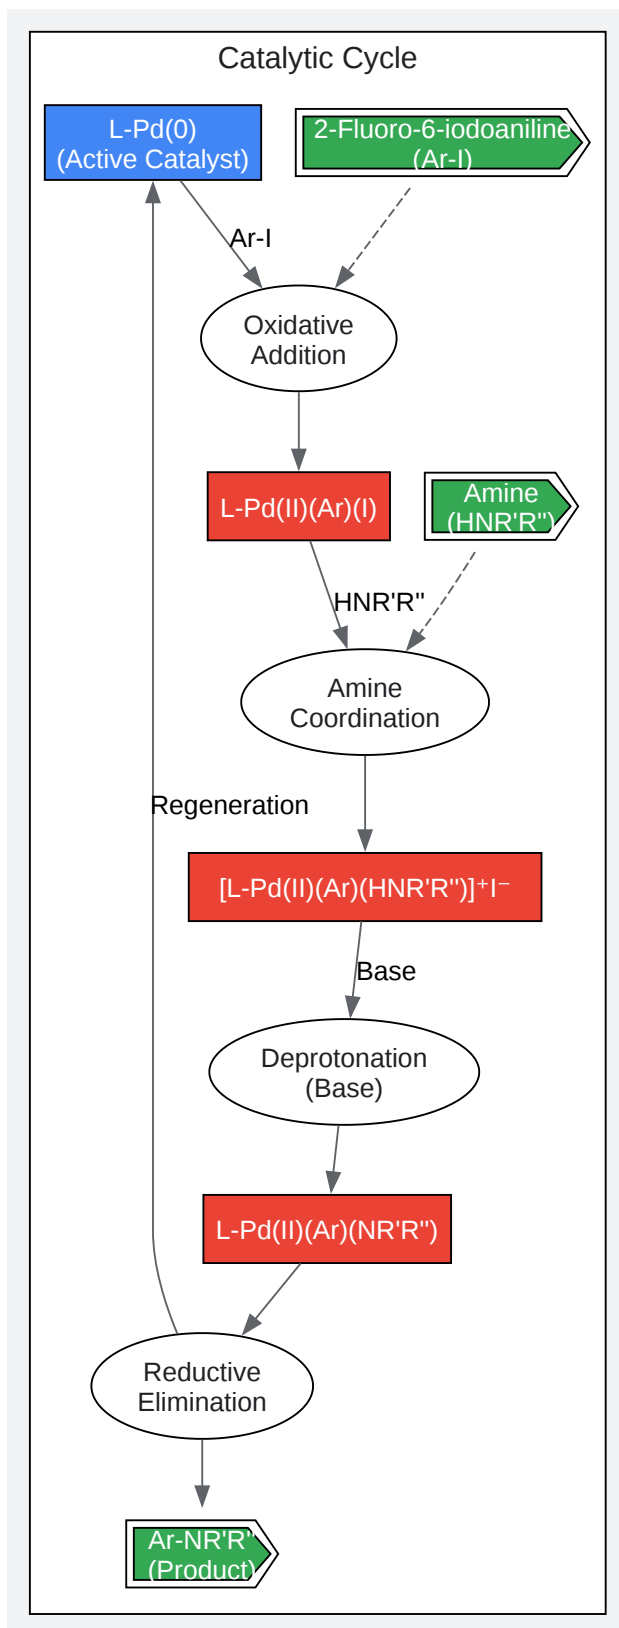 Catalytic Cycle
L-Pd(0)
(Active Catalyst)
2-Fluoro-6-iodoaniline
(Ar-I)
Ar-I
Oxidative
Addition
L-Pd(II)(Ar)(I)
Amine
(HNR'R")
HNR'R"
Amine
Coordination
Regeneration
[L-Pd(II)(Ar)(HNR'R")]⁺I⁻
Base
Deprotonation
(Base)
L-Pd(II)(Ar)(NR'R")
Reductive
Elimination
Ar-NR'R"
(Product)